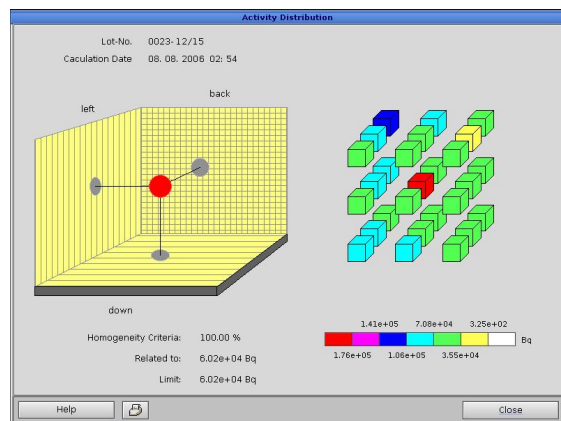 Activity Distribution
Lot-No. 0023-12/15
Caculation Date 08. 08. 2006 02: 54
back
left
down
Homogeneity Criteria: 100.00 %
Related to: 6.02e+04 Bq
Limit: 6.02e+04 Bq
1.41e+05 7.08e+04 3.25e+02
Bq
1.76e+05 1.06e+05 3.55e+04
Help
Close